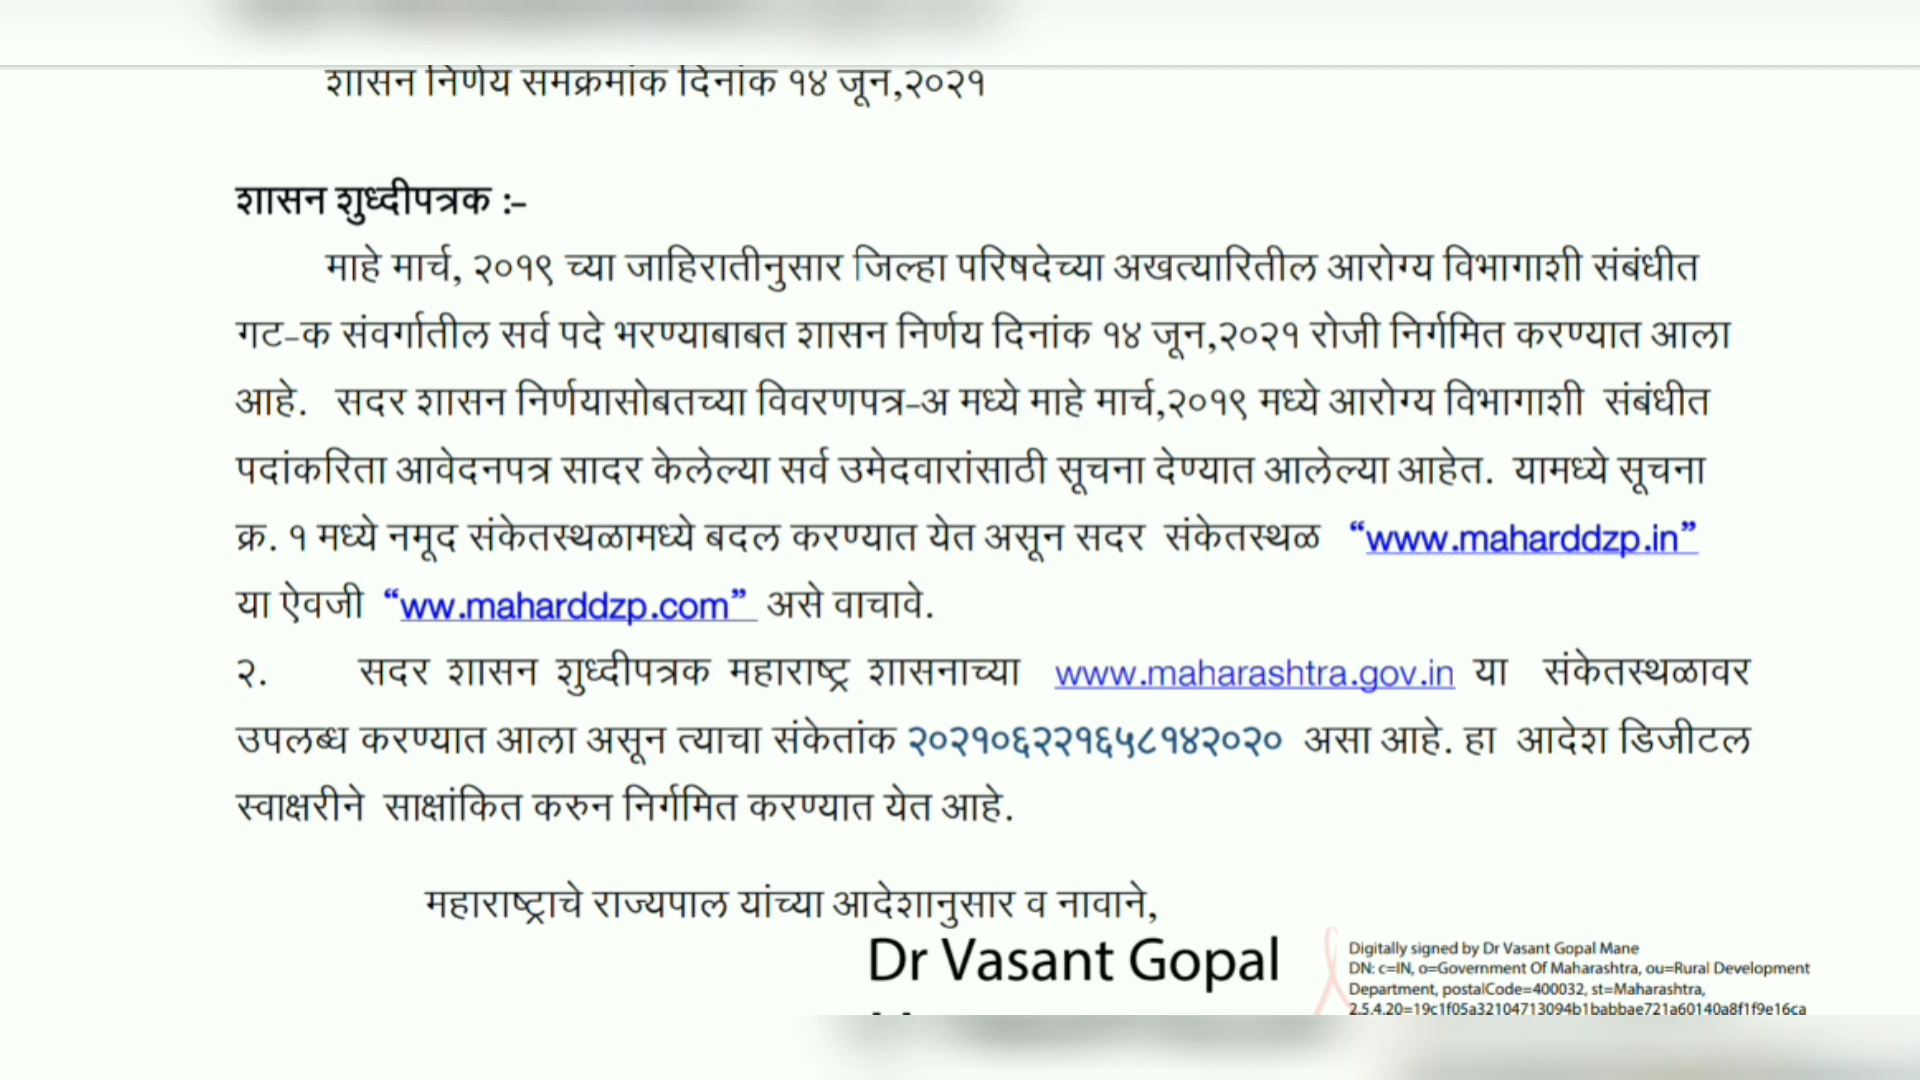 शासन निर्णय समक्रमांक दिनांक १४ जून,२०२१
शासन शुध्दीपत्रक :-
माहे मार्च, २०१९ च्या जाहिरातीनुसार जिल्हा परिषदेच्या अखत्यारितील आरोग्य विभागाशी संबंधीत
गट-क संवर्गातील सर्व पदे भरण्याबाबत शासन निर्णय दिनांक १४ जून,२०२१ रोजी निर्गमित करण्यात आला
आहे. सदर शासन निर्णयासोबतच्या विवरणपत्र-अ मध्ये माहे मार्च,२०१९ मध्ये आरोग्य विभागाशी संबंधीत
पदांकरिता आवेदनपत्र सादर केलेल्या सर्व उमेदवारांसाठी सूचना देण्यात आलेल्या आहेत. यामध्ये सूचना
क्र. १ मध्ये नमूद संकेतस्थळामध्ये बदल करण्यात येत असून सदर संकेतस्थळ “www.maharddzp.in”
या ऐवजी “ww.maharddzp.com” असे वाचावे.
२. सदर शासन शुध्दीपत्रक महाराष्ट्र शासनाच्या www.maharashtra.gov.in या संकेतस्थळावर
उपलब्ध करण्यात आला असून त्याचा संकेतांक २०२१०६२२१६५८१४२०२० असा आहे. हा आदेश डिजीटल
स्वाक्षरीने साक्षांकित करुन निर्गमित करण्यात येत आहे.
महाराष्ट्राचे राज्यपाल यांच्या आदेशानुसार व नावाने,
Dr Vasant Gopal
Digitally signed by Dr Vasant Gopal Mane
DN: c=IN, o=Government Of Maharashtra, ou=Rural Development
Department, postalCode=400032, st=Maharashtra,
2.5.4.20=19c1f05a32104713094b1babbae721a60140a8f1f9e16ca